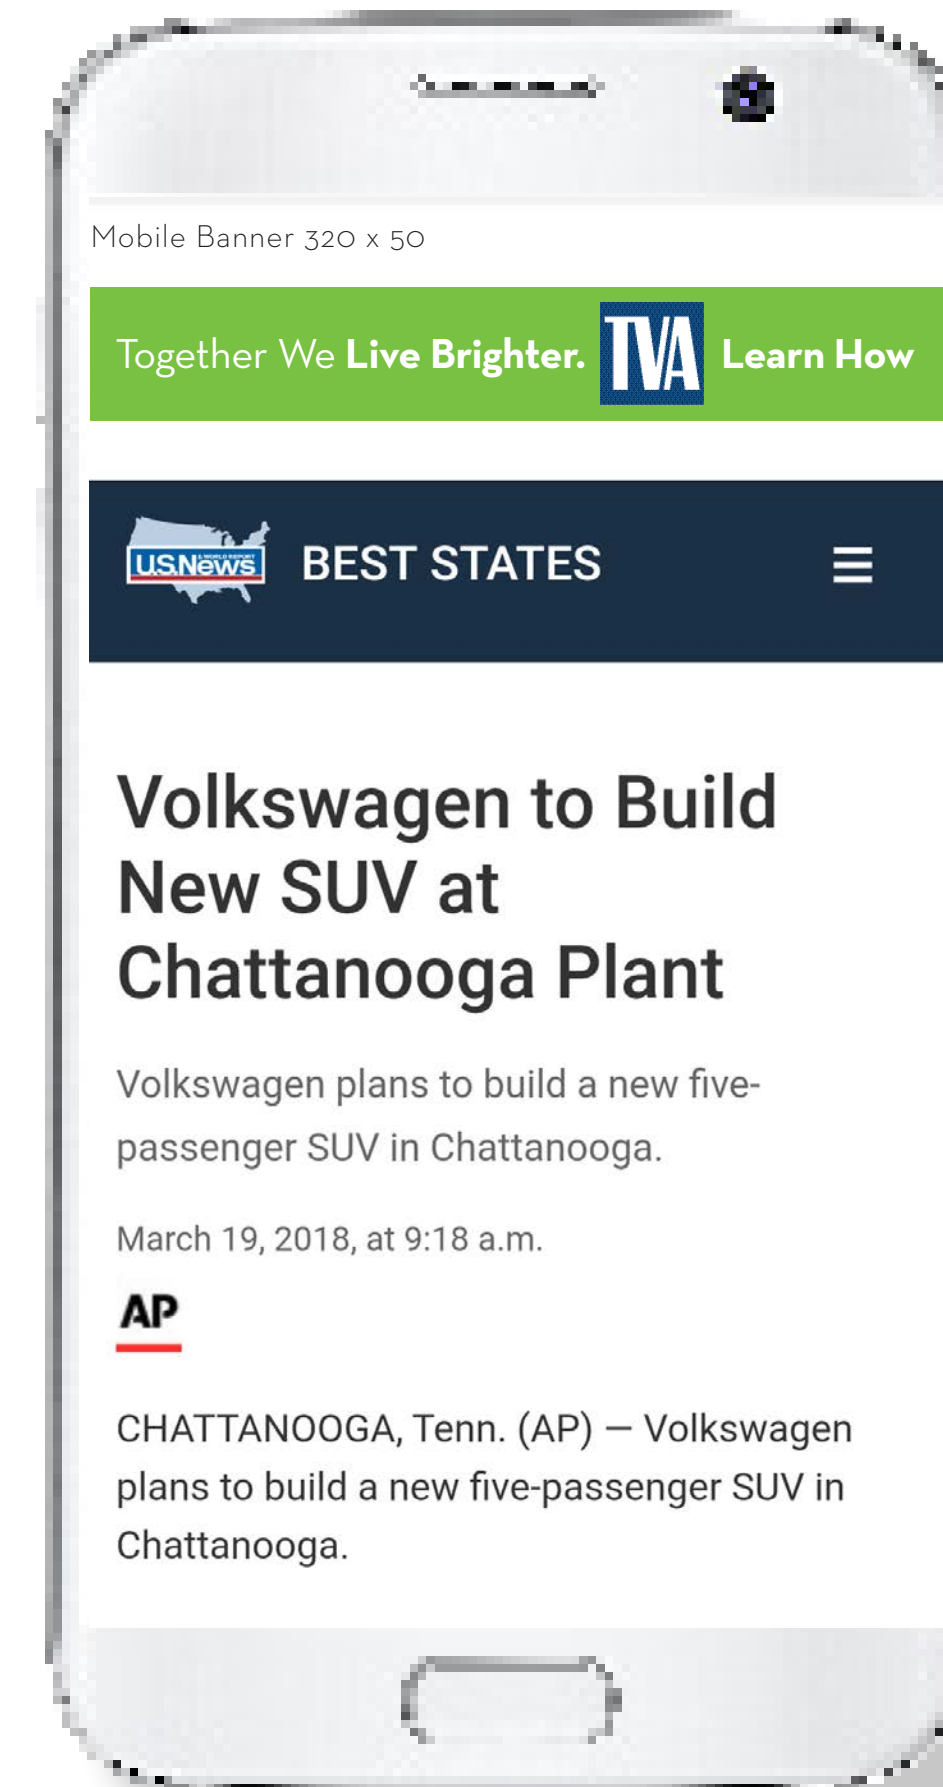 Mobile Banner 320 x 50
Together We Live Brighter. TVA Learn How
U.S.News & WORLD REPORT BEST STATES
Volkswagen to Build
New SUV at
Chattanooga Plant
Volkswagen plans to build a new five-
passenger SUV in Chattanooga.
March 19, 2018, at 9:18 a.m.
AP
CHATTANOOGA, Tenn. (AP) — Volkswagen
plans to build a new five-passenger SUV in
Chattanooga.